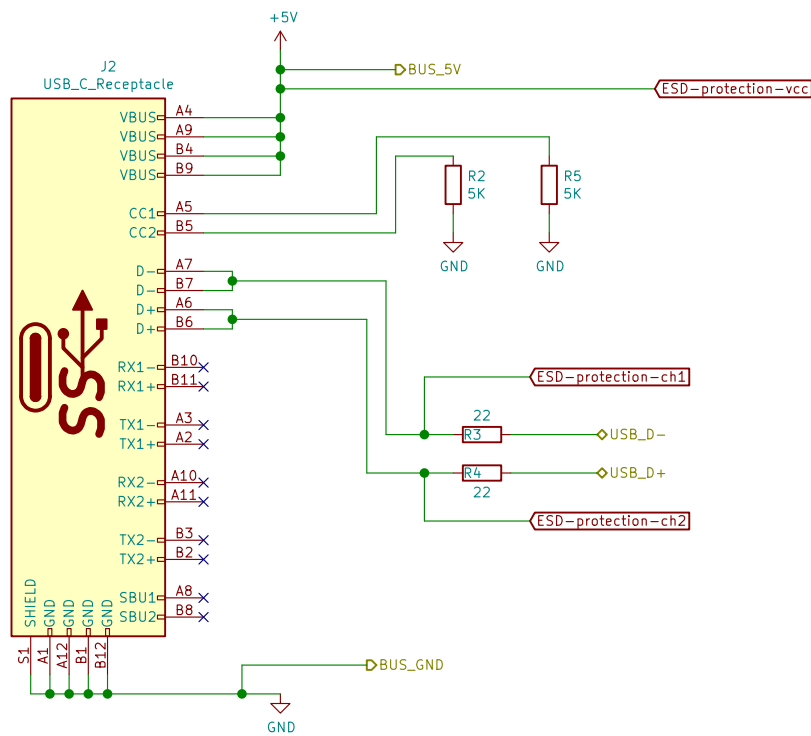 +5V
J2
USB_C_Receptacle
BUS_5V
ESD-protection-vcc
VBUS A4
VBUS A9
VBUS B4
VBUS B9
R2
5K
R5
5K
CC1 A5
CC2 B5
GND
GND
D- A7
D- B7
D+ A6
D+ B6
RX1- B10
RX1+ B11
ESD-protection-ch1
TX1- A3
TX1+ A2
22
R3
USB_D-
R4
22
USB_D+
ESD-protection-ch2
RX2- A10
RX2+ A11
TX2- B3
TX2+ B2
SBU1 A8
SBU2 B8
SS
SHIELD
GND
GND
GND
GND
S1
A1
A12
B1
B12
BUS_GND
GND